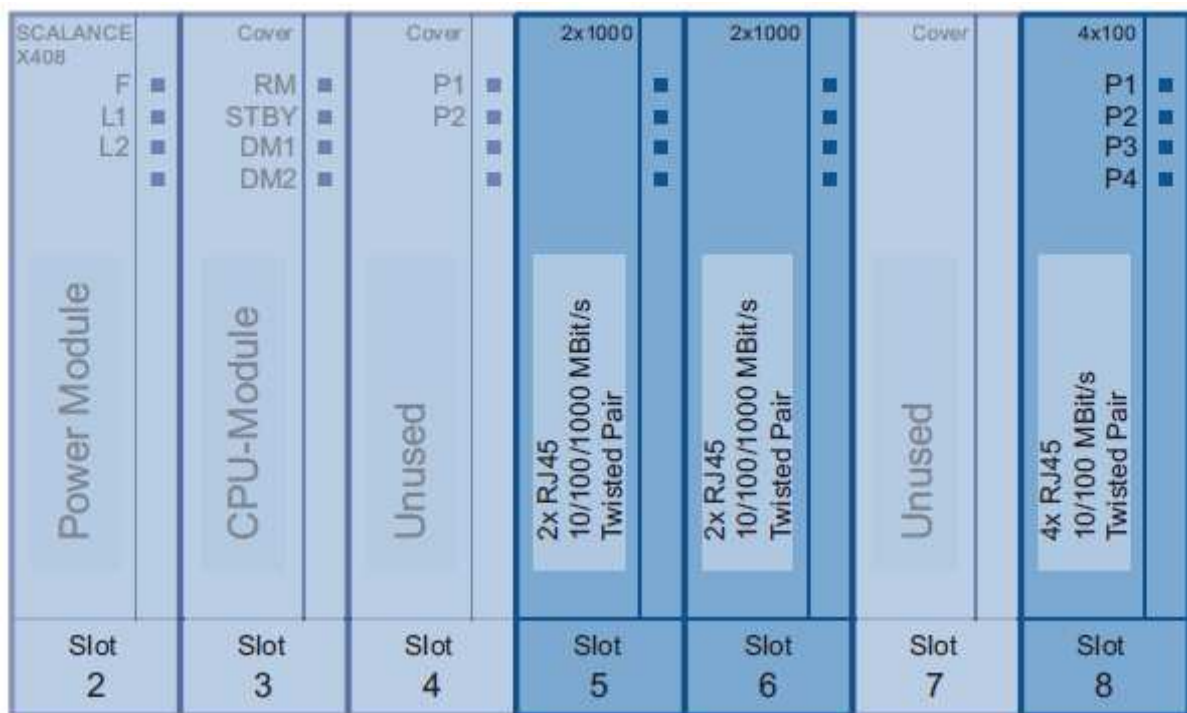 SCALANCE
X408
F
L1
L2
Power Module
Slot
2
Cover
RM
STBY
DM1
DM2
CPU-Module
Slot
3
Cover
P1
P2
Unused
Slot
4
2x1000
2x RJ45
10/100/1000 MBit/s
Twisted Pair
Slot
5
2x1000
2x RJ45
10/100/1000 MBit/s
Twisted Pair
Slot
6
Cover
Unused
Slot
7
4x100
P1
P2
P3
P4
4x RJ45
10/100 MBit/s
Twisted Pair
Slot
8